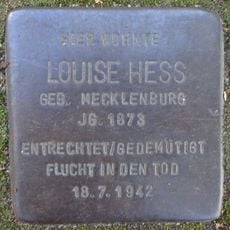 HIER WOHNTE
LOUISE HESS
GEB. MECKLENBURG
JG. 1873
ENTRECHTET/GEDEMÜTIGT
FLUCHT IN DEN TOD
18.7.1942